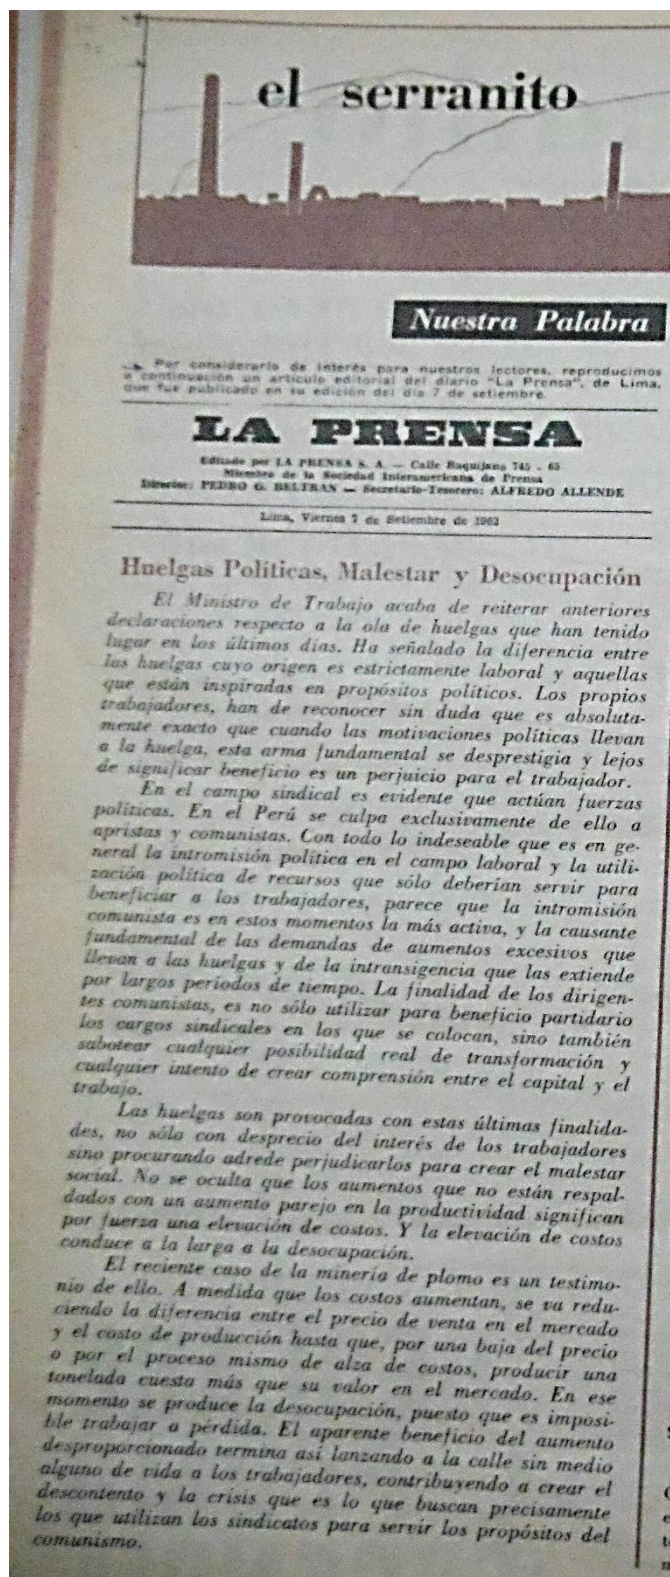 el serranito
Nuestra Palabra
Por considerarlo de interés para nuestros lectores, reproducimos
a continuación un artículo editorial del diario "La Prensa", de Lima,
que fue publicado en su edición del día 7 de setiembre.
LA PRENSA
Editado por LA PRENSA S. A. — Calle Baquíjano 745 - 65
Miembro de la Sociedad Interamericana de Prensa
Director: PEDRO G. BELTRAN — Secretario-Tesorero: ALFREDO ALLENDE
Lima, Viernes 7 de Setiembre de 1962
Huelgas Políticas, Malestar y Desocupación
El Ministro de Trabajo acaba de reiterar anteriores
declaraciones respecto a la ola de huelgas que han tenido
lugar en los últimos días. Ha señalado la diferencia entre
las huelgas cuyo origen es estrictamente laboral y aquellas
que están inspiradas en propósitos políticos. Los propios
trabajadores, han de reconocer sin duda que es absoluta-
mente exacto que cuando las motivaciones políticas llevan
a la huelga, esta arma fundamental se desprestigia y lejos
de significar beneficio es un perjuicio para el trabajador.
En el campo sindical es evidente que actúan fuerzas
políticas. En el Perú se culpa exclusivamente de ello a
apristas y comunistas. Con todo lo indeseable que es en ge-
neral la intromisión política en el campo laboral y la utili-
zación política de recursos que sólo deberían servir para
beneficiar a los trabajadores, parece que la intromisión
comunista es en estos momentos la más activa, y la causante
fundamental de las demandas de aumentos excesivos que
llevan a las huelgas y de la intransigencia que las extiende
por largos periodos de tiempo. La finalidad de los dirigen-
tes comunistas, es no sólo utilizar para beneficio partidario
los cargos sindicales en los que se colocan, sino también
sabotear cualquier posibilidad real de transformación y
cualquier intento de crear comprensión entre el capital y el
trabajo.
Las huelgas son provocadas con estas últimas finalida-
des, no sólo con desprecio del interés de los trabajadores
sino procurando adrede perjudicarlos para crear el malestar
social. No se oculta que los aumentos que no están respal-
dados con un aumento parejo en la productividad significan
por fuerza una elevación de costos. Y la elevación de costos
conduce a la larga a la desocupación.
El reciente caso de la minería de plomo es un testimo-
nio de ello. A medida que los costos aumentan, se va redu-
ciendo la diferencia entre el precio de venta en el mercado
y el costo de producción hasta que, por una baja del precio
o por el proceso mismo de alza de costos, producir una
tonelada cuesta más que su valor en el mercado. En ese
momento se produce la desocupación, puesto que es imposi-
ble trabajar a pérdida. El aparente beneficio del aumento
desproporcionado termina así lanzando a la calle sin medio
alguno de vida a los trabajadores, contribuyendo a crear el
descontento y la crisis que es lo que buscan precisamente
los que utilizan los sindicatos para servir los propósitos del
comunismo.